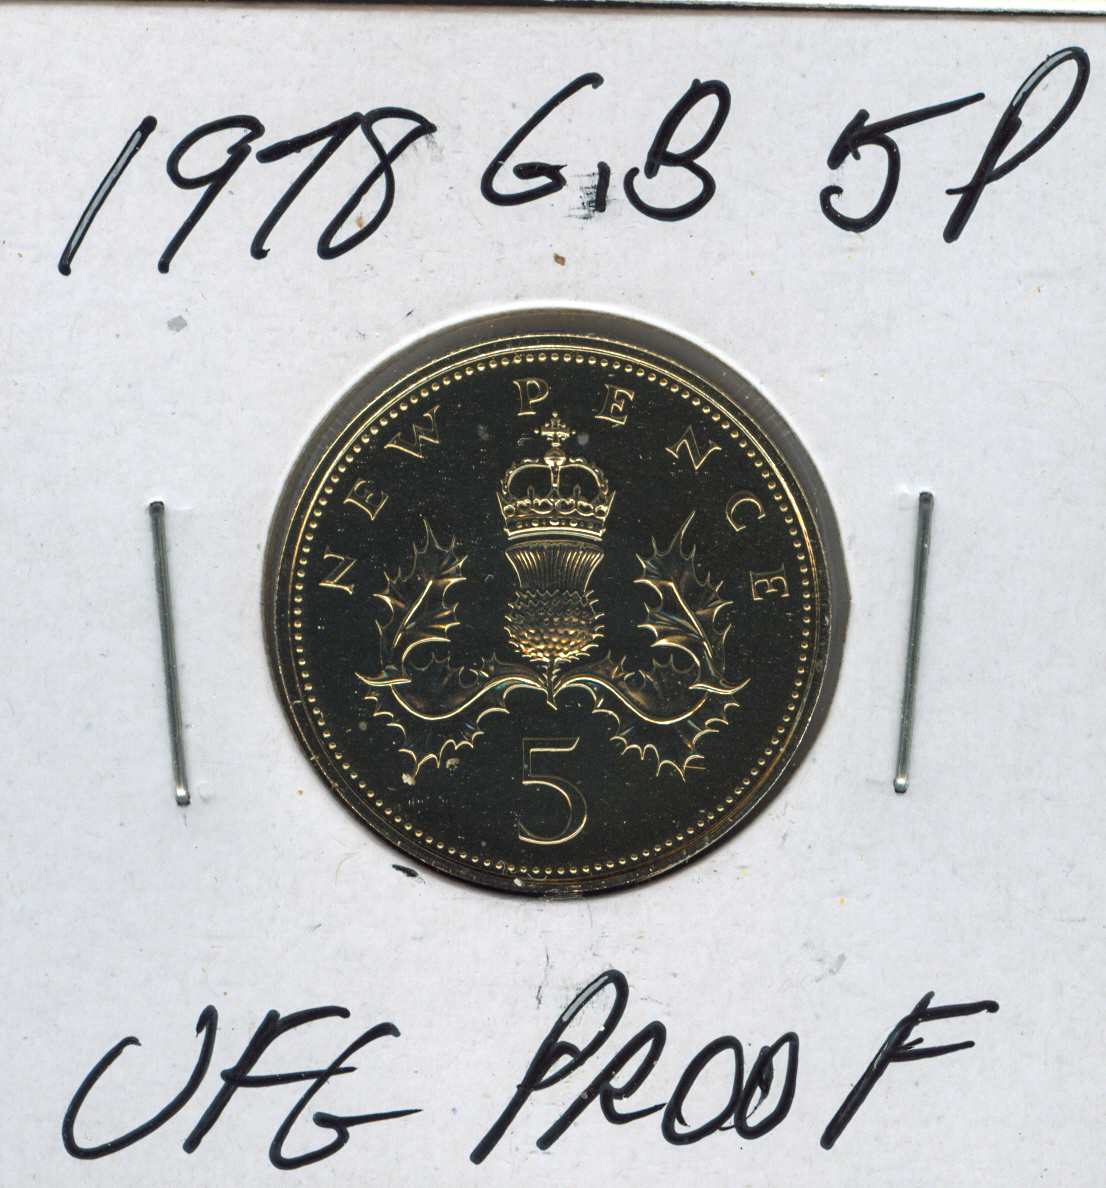 1978 G.B 5P
NEW PENCE
5
UFG PROOF